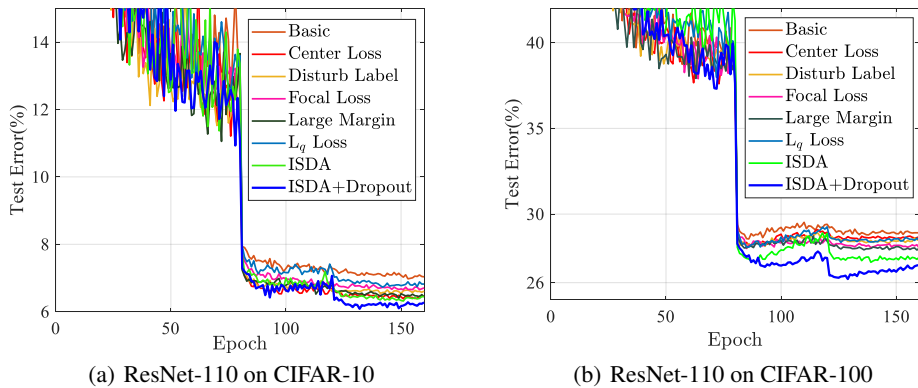 15
14
12
10
8
6
0
50
100
150
Test Error(%)
Epoch
Basic
Center Loss
Disturb Label
Focal Loss
Large Margin
Lq Loss
ISDA
ISDA+Dropout
(a) ResNet-110 on CIFAR-10
40
35
30
26
0
50
100
150
Test Error(%)
Epoch
Basic
Center Loss
Disturb Label
Focal Loss
Large Margin
Lq Loss
ISDA
ISDA+Dropout
(b) ResNet-110 on CIFAR-100